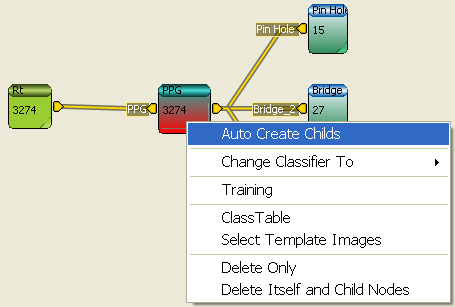 Pin Hole
Pin Hole
15
Rt
3274
PPG
PPG
3274
Bridge_2
Bridge
27
Auto Create Childs
Change Classifier To
Training
ClassTable
Select Template Images
Delete Only
Delete Itself and Child Nodes